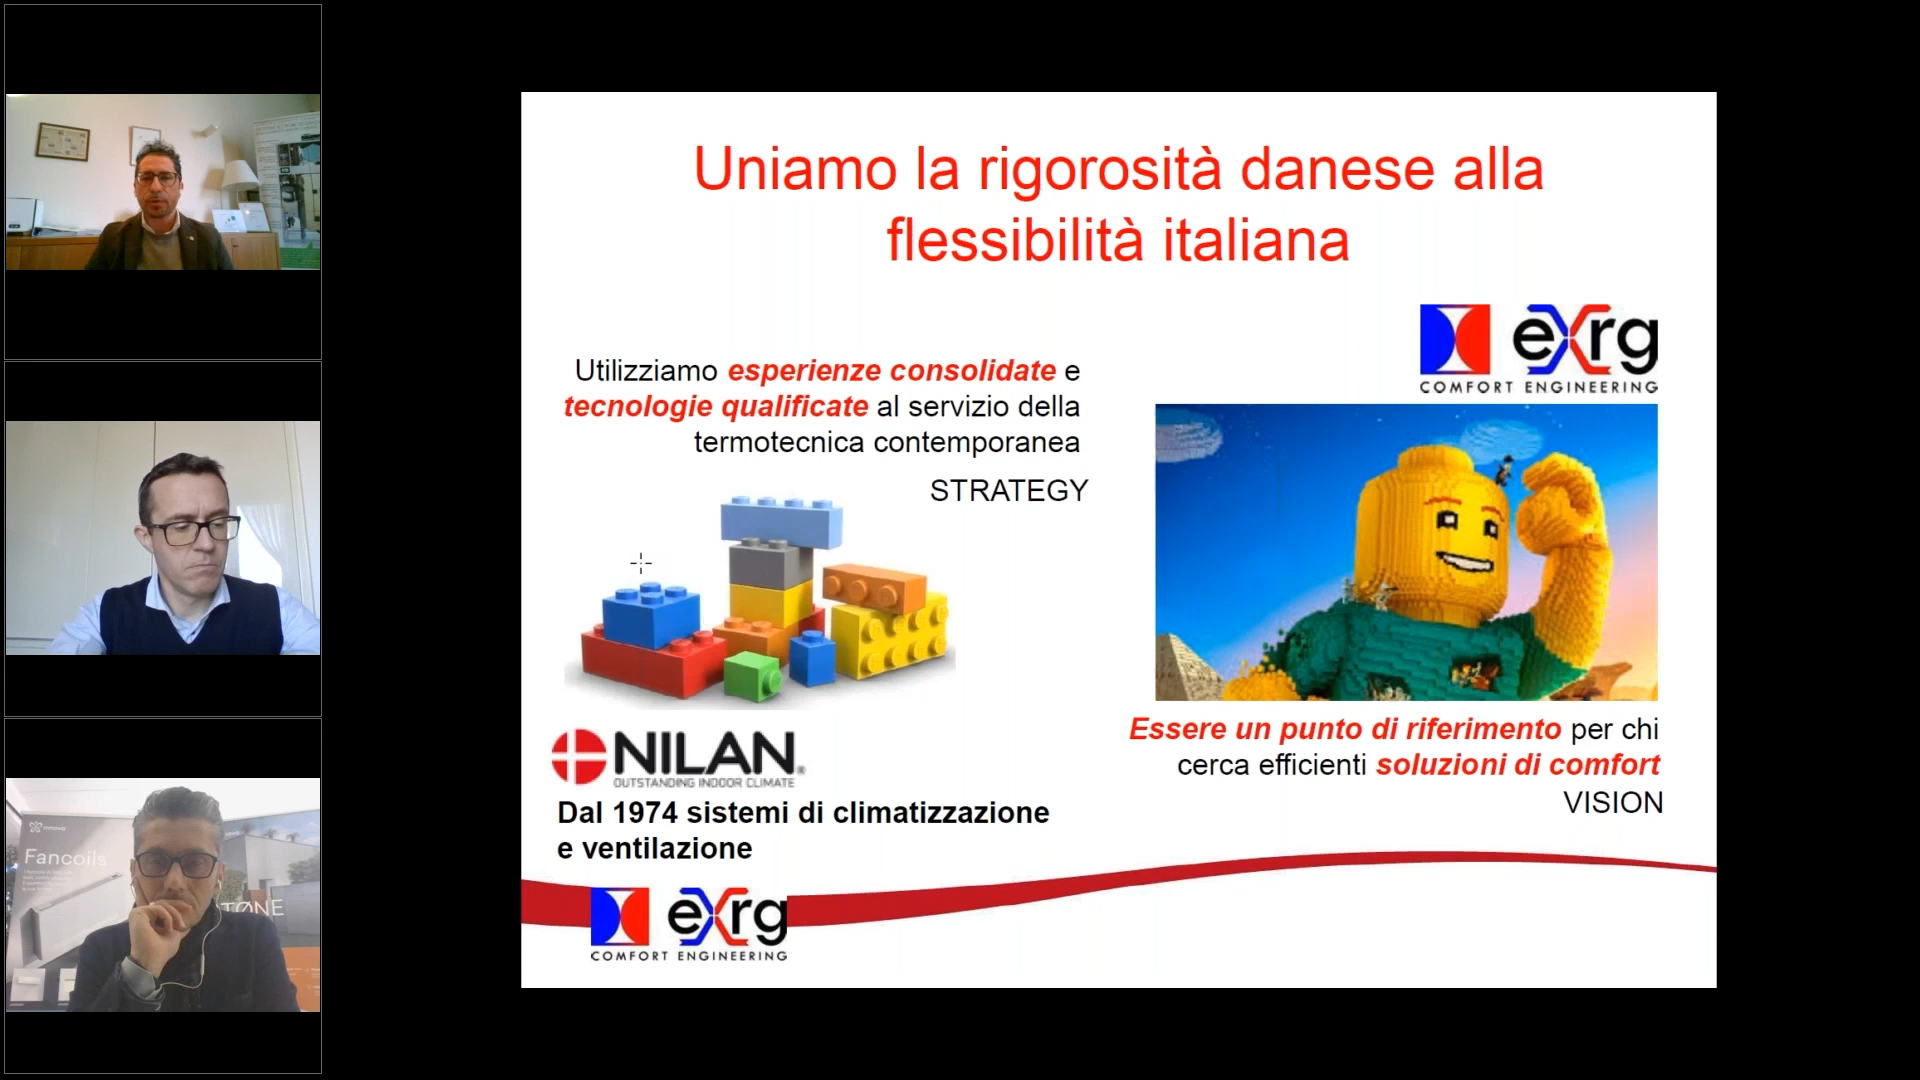 Uniamo la rigorosità danese alla
flessibilità italiana
exrg
COMFORT ENGINEERING
Utilizziamo esperienze consolidate e
tecnologie qualificate al servizio della
termotecnica contemporanea
STRATEGY
NILAN®
OUTSTANDING INDOOR CLIMATE
Dal 1974 sistemi di climatizzazione
e ventilazione
Essere un punto di riferimento per chi
cerca efficienti soluzioni di comfort
VISION
exrg
COMFORT ENGINEERING
innova
Fancoils
TØNE